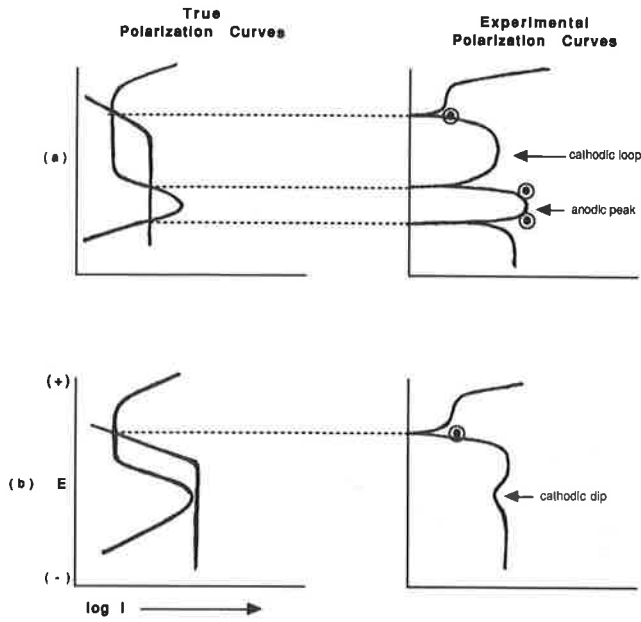 True
Polarization Curves
Experimental
Polarization Curves
(a)
cathodic loop
anodic peak
(+)
(b) E
cathodic dip
(-)
log I